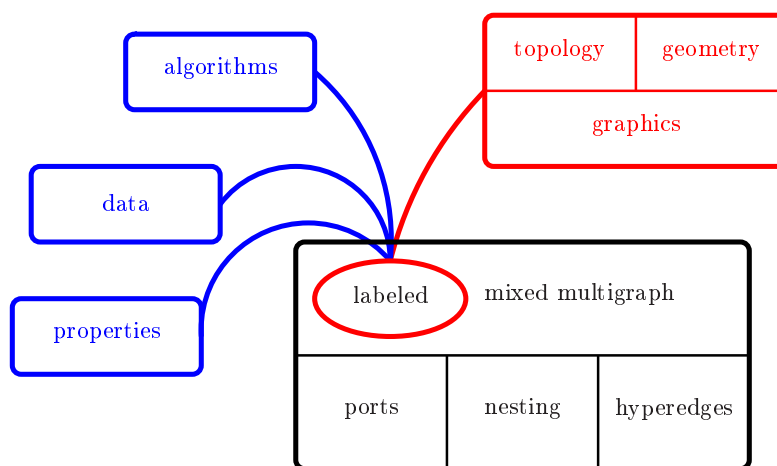 algorithms
topology
geometry
graphics
data
labeled
mixed multigraph
properties
ports
nesting
hyperedges